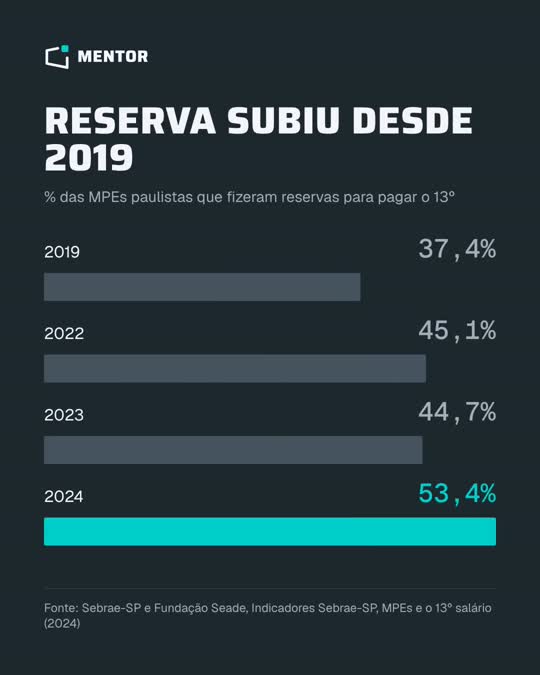 MENTOR
RESERVA SUBIU DESDE
2019
% das MPEs paulistas que fizeram reservas para pagar o 13º
2019 37,4%
2022 45,1%
2023 44,7%
2024 53,4%
Fonte: Sebrae-SP e Fundação Seade, Indicadores Sebrae-SP, MPEs e o 13º salário
(2024)